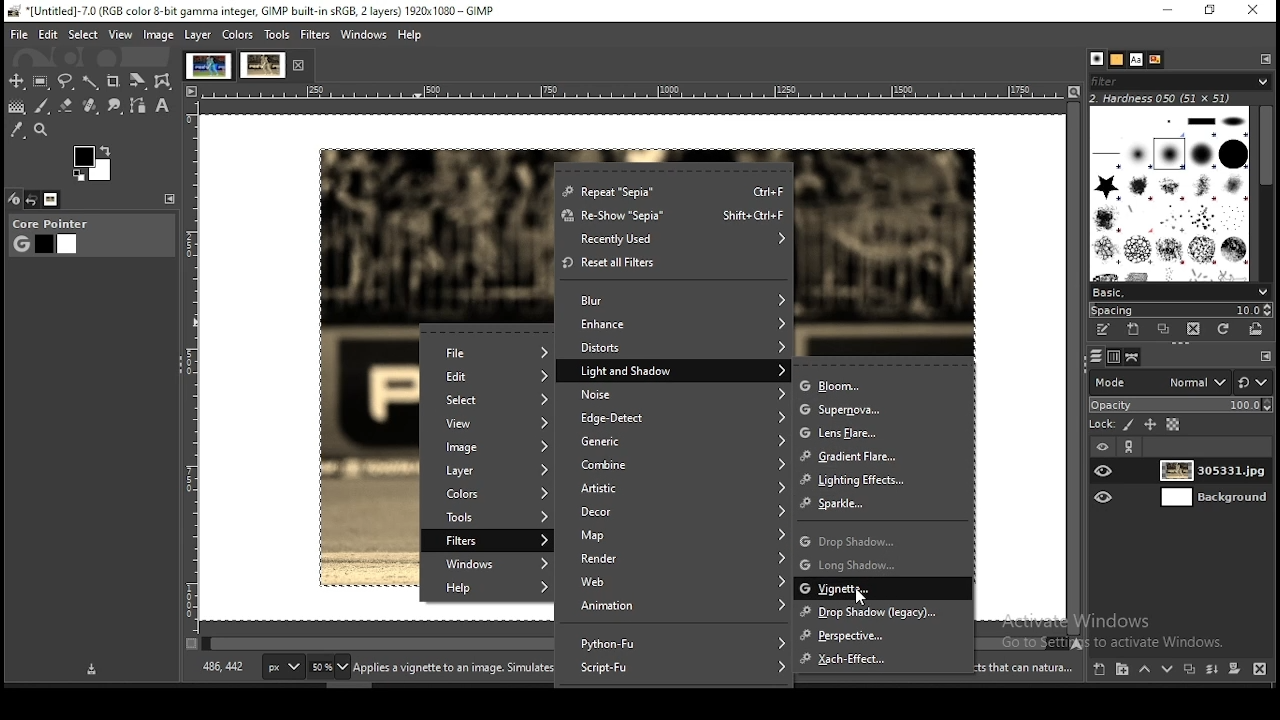 *[Untitled]-7.0 (RGB color 8-bit gamma integer, GIMP built-in sRGB, 2 layers) 1920x1080 – GIMP
File Edit Select View Image Layer Colors Tools Filters Windows Help
250 500 750 1000 1250 1500 1750
filter
2. Hardness 050 (51 × 51)
Core Pointer
Basic,
Spacing 10.0
Mode Normal
Opacity 100.0
Lock:
305331.jpg
Background
0
250
500
750
1000
File
Edit
Select
View
Image
Layer
Colors
Tools
Filters
Windows
Help
Repeat "Sepia" Ctrl+F
Re-Show "Sepia" Shift+Ctrl+F
Recently Used
Reset all Filters
Blur
Enhance
Distorts
Light and Shadow
Noise
Edge-Detect
Generic
Combine
Artistic
Decor
Map
Render
Web
Animation
Python-Fu
Script-Fu
Bloom...
Supernova...
Lens Flare...
Gradient Flare...
Lighting Effects...
Sparkle...
Drop Shadow...
Long Shadow...
Vignette...
Drop Shadow (legacy)...
Perspective...
Xach-Effect...
Activate Windows
Go to Settings to activate Windows.
486, 442 px 50 % Applies a vignette to an image. Simulates cts that can natura...